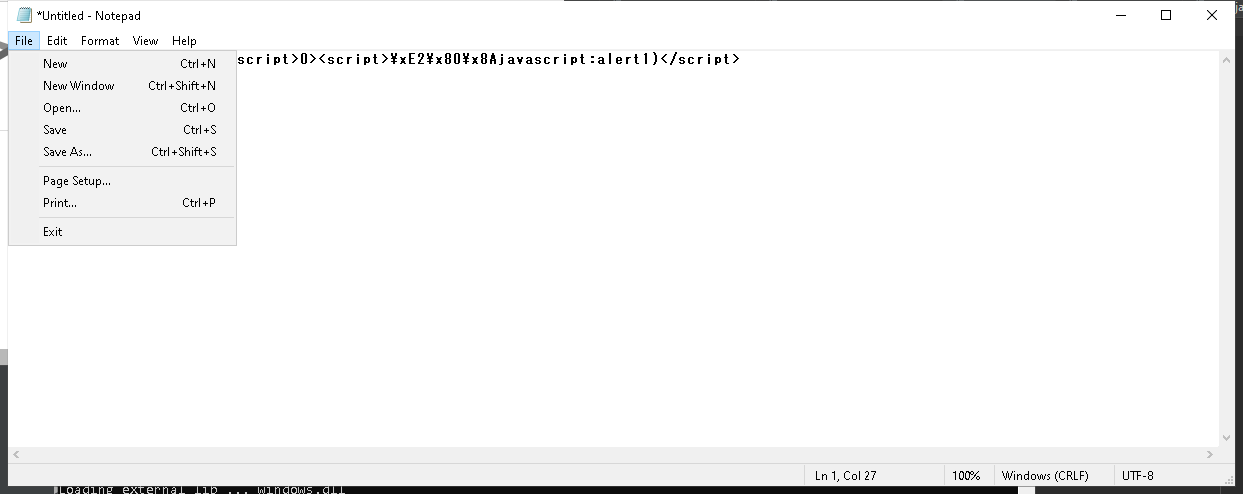 *Untitled - Notepad
File Edit Format View Help
script>0><script>¥xE2¥x80¥x8Ajavascript:alert1)</script>
New Ctrl+N
New Window Ctrl+Shift+N
Open... Ctrl+O
Save Ctrl+S
Save As... Ctrl+Shift+S
Page Setup...
Print... Ctrl+P
Exit
Ln 1, Col 27 100% Windows (CRLF) UTF-8
Loading external lib ... windows.dll